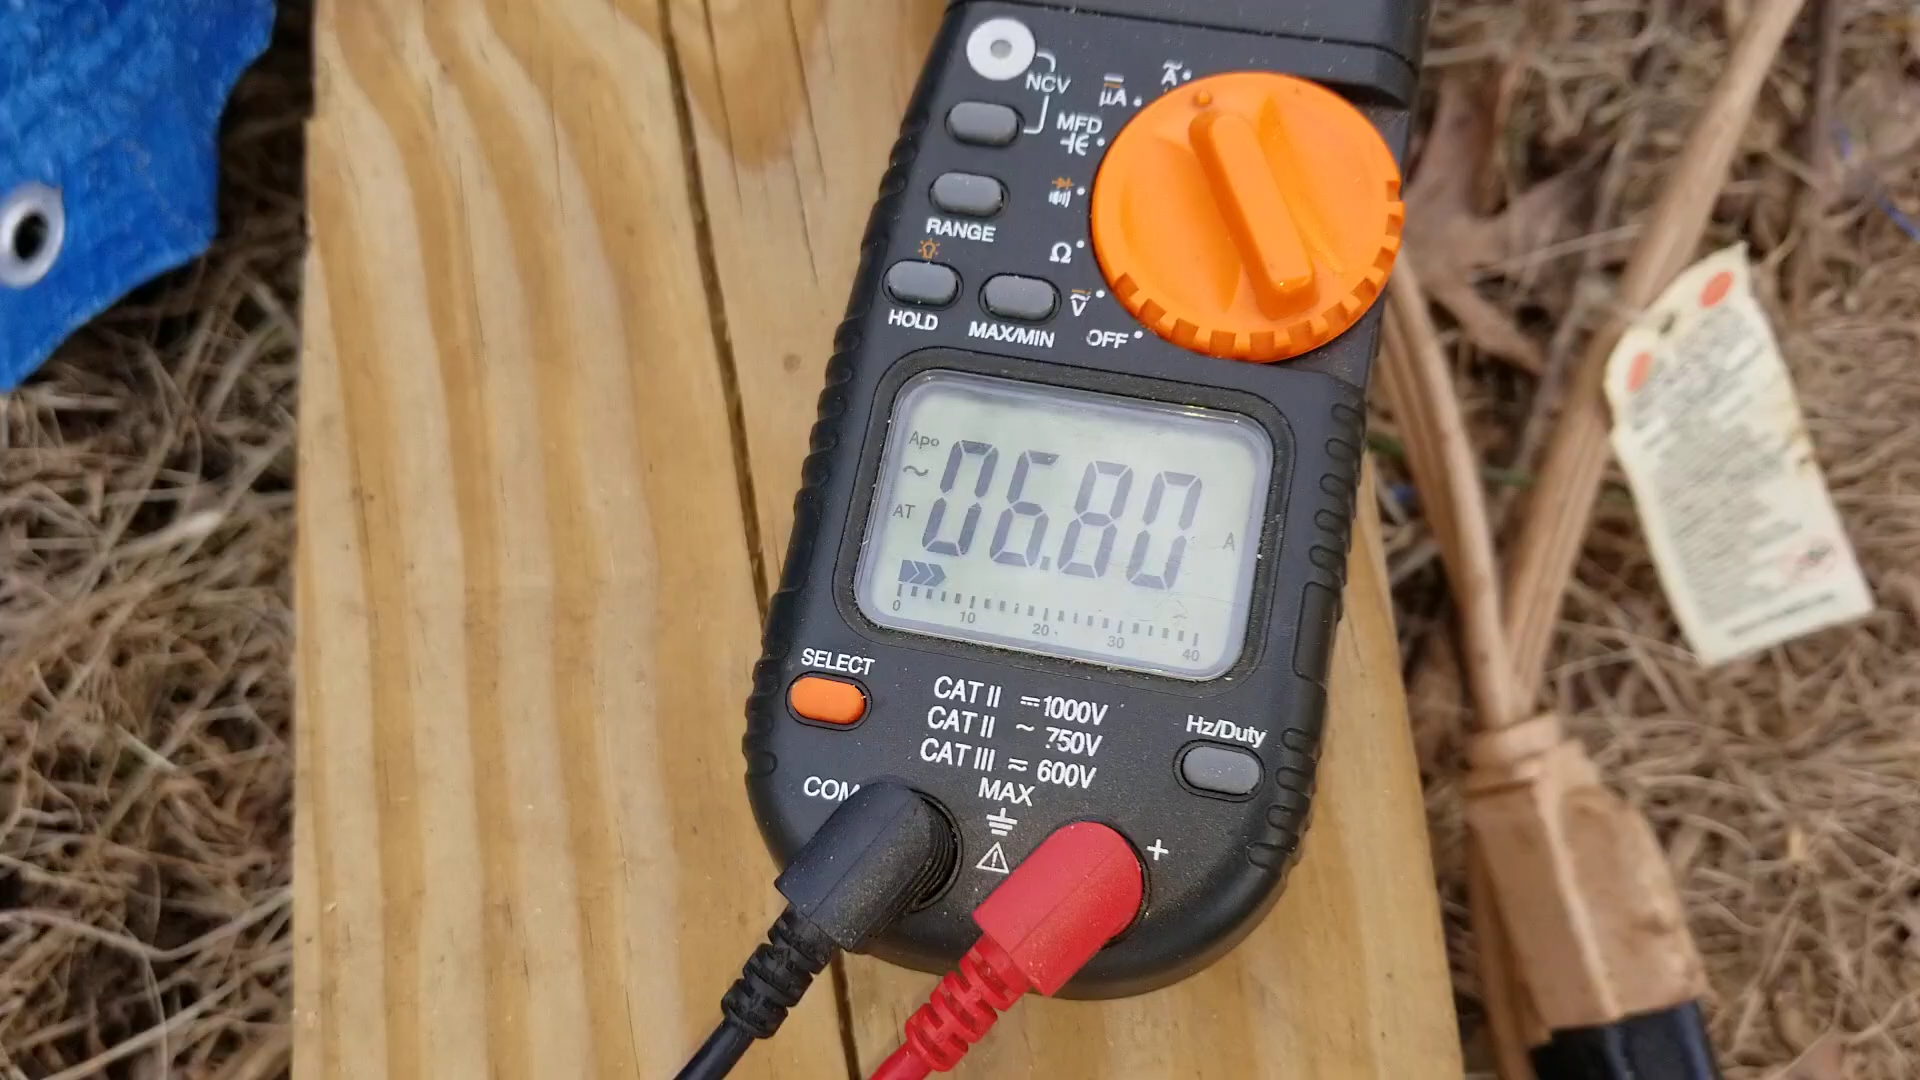 NCV
Ã
µA
MFD
RANGE
Ω
HOLD
MAX/MIN
Ṽ
OFF
Apo
~
AT
06.80
A
0 10 20 30 40
SELECT
CAT II ⎓1000V
CAT II ~ 750V
CAT III ≂ 600V
MAX
Hz/Duty
COM
+